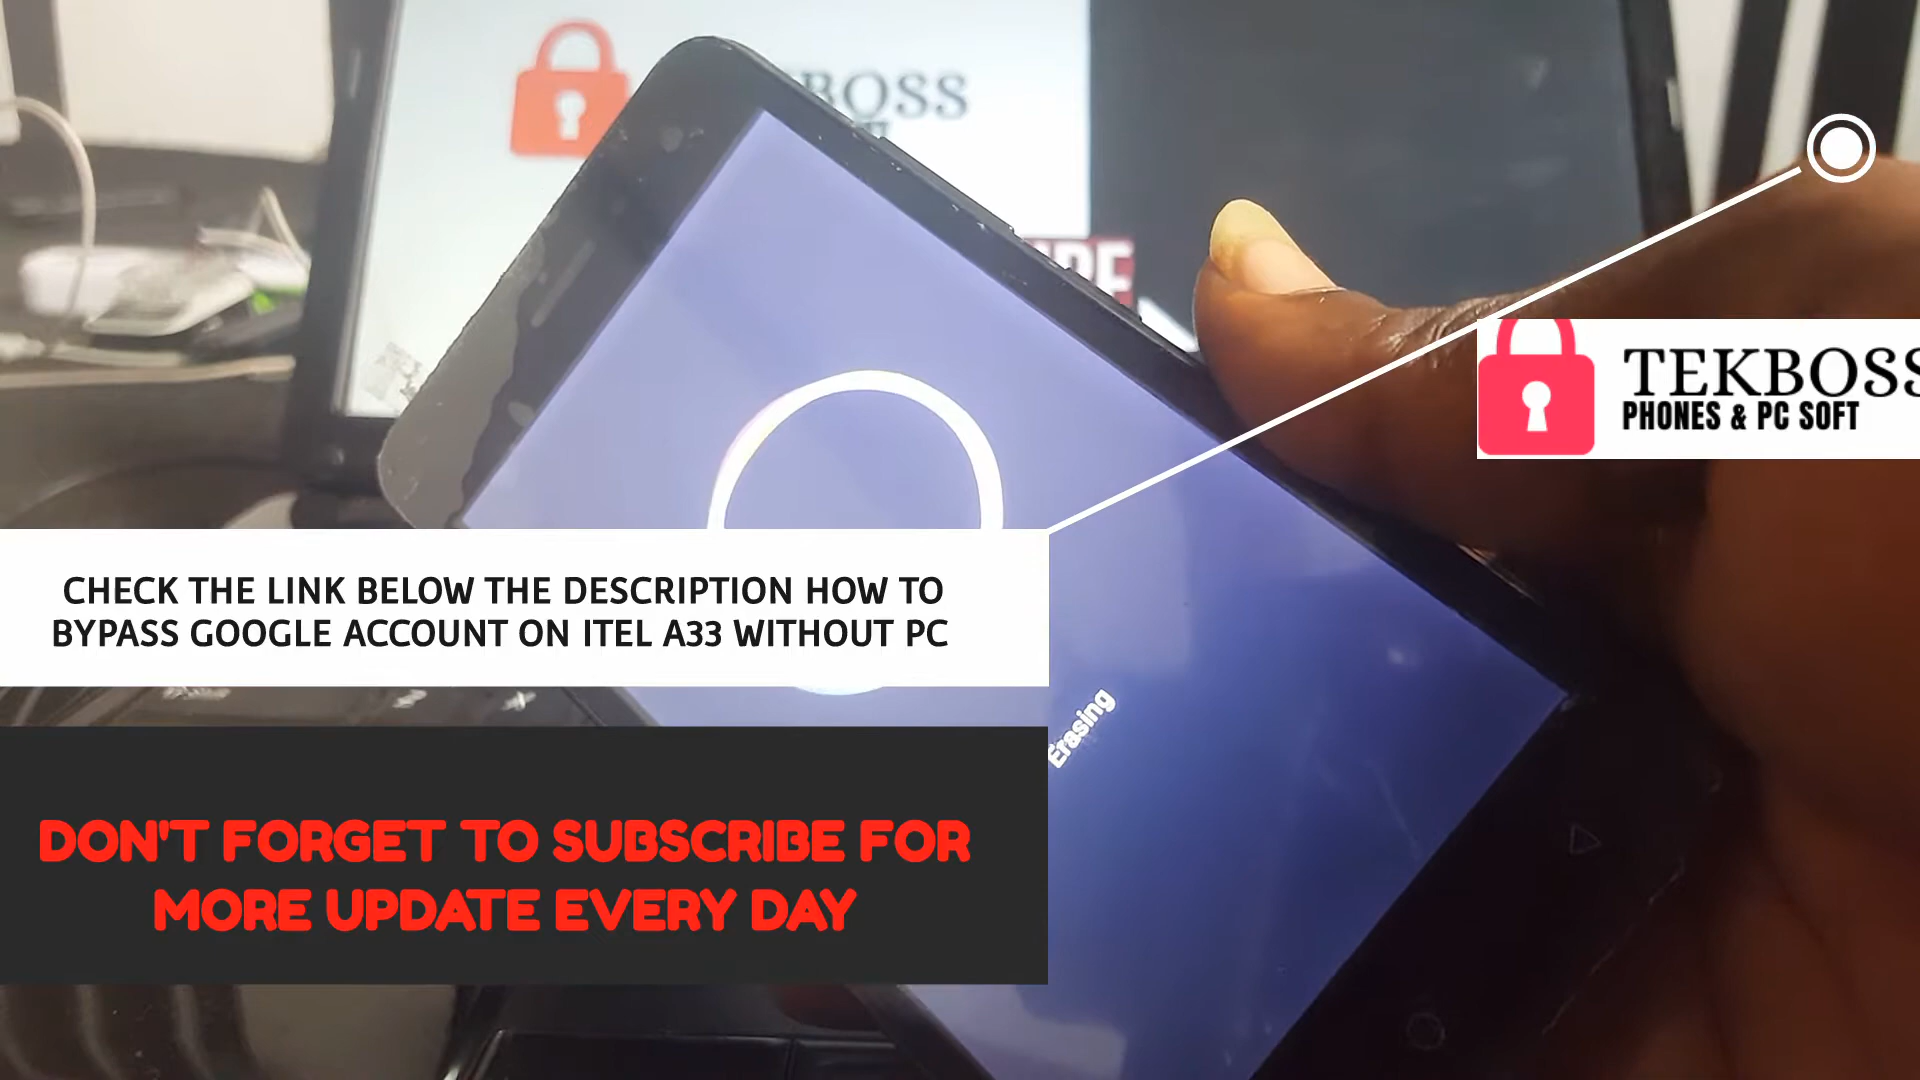 BOSS
TEKBOSS
PHONES & PC SOFT
CHECK THE LINK BELOW THE DESCRIPTION HOW TO
BYPASS GOOGLE ACCOUNT ON ITEL A33 WITHOUT PC
Erasing
DON'T FORGET TO SUBSCRIBE FOR
MORE UPDATE EVERY DAY